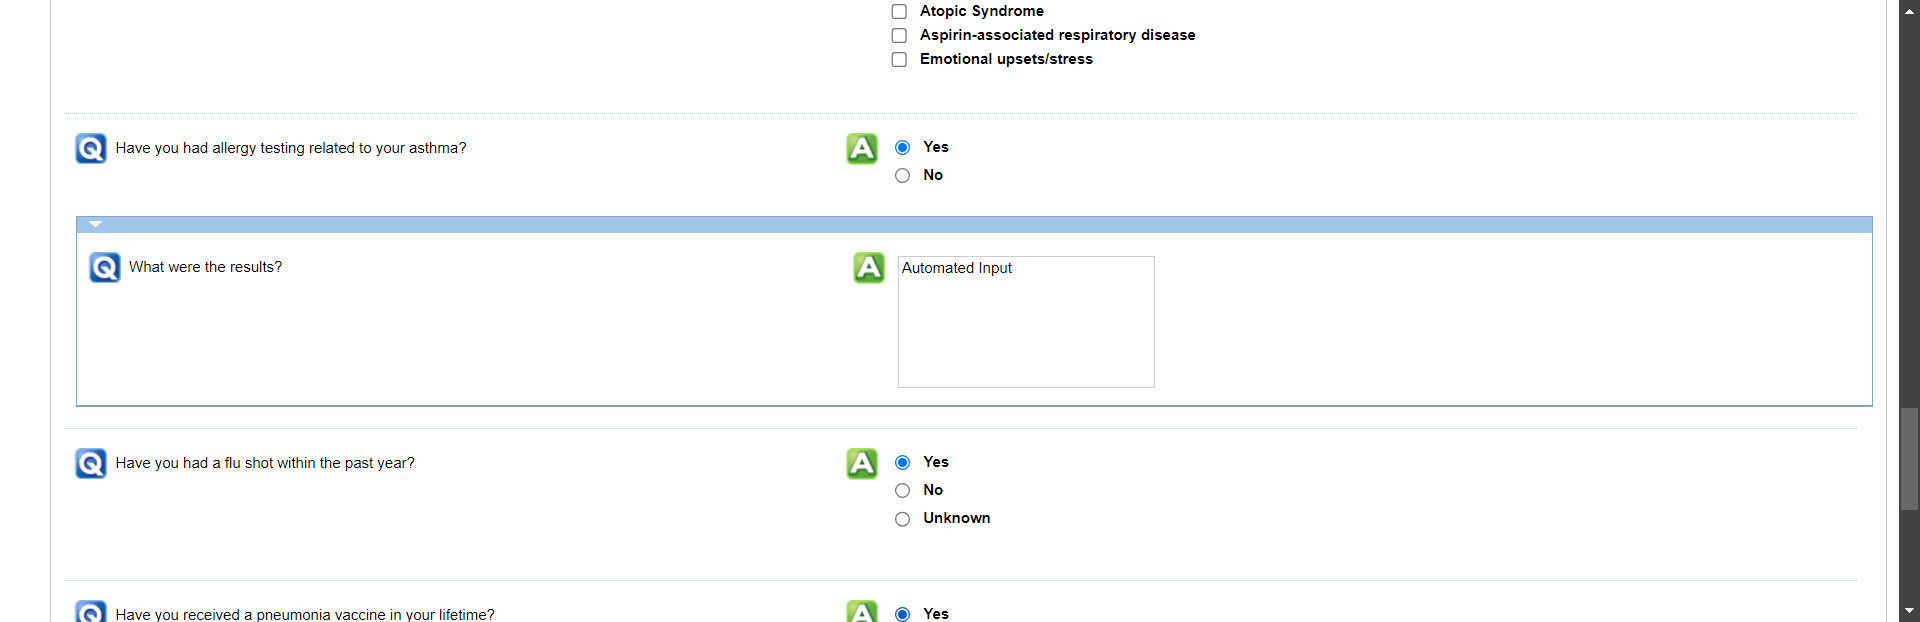 Atopic Syndrome
Aspirin-associated respiratory disease
Emotional upsets/stress
Q Have you had allergy testing related to your asthma? A Yes
No
Q What were the results? A Automated Input
Q Have you had a flu shot within the past year? A Yes
No
Unknown
Q Have you received a pneumonia vaccine in your lifetime? A Yes